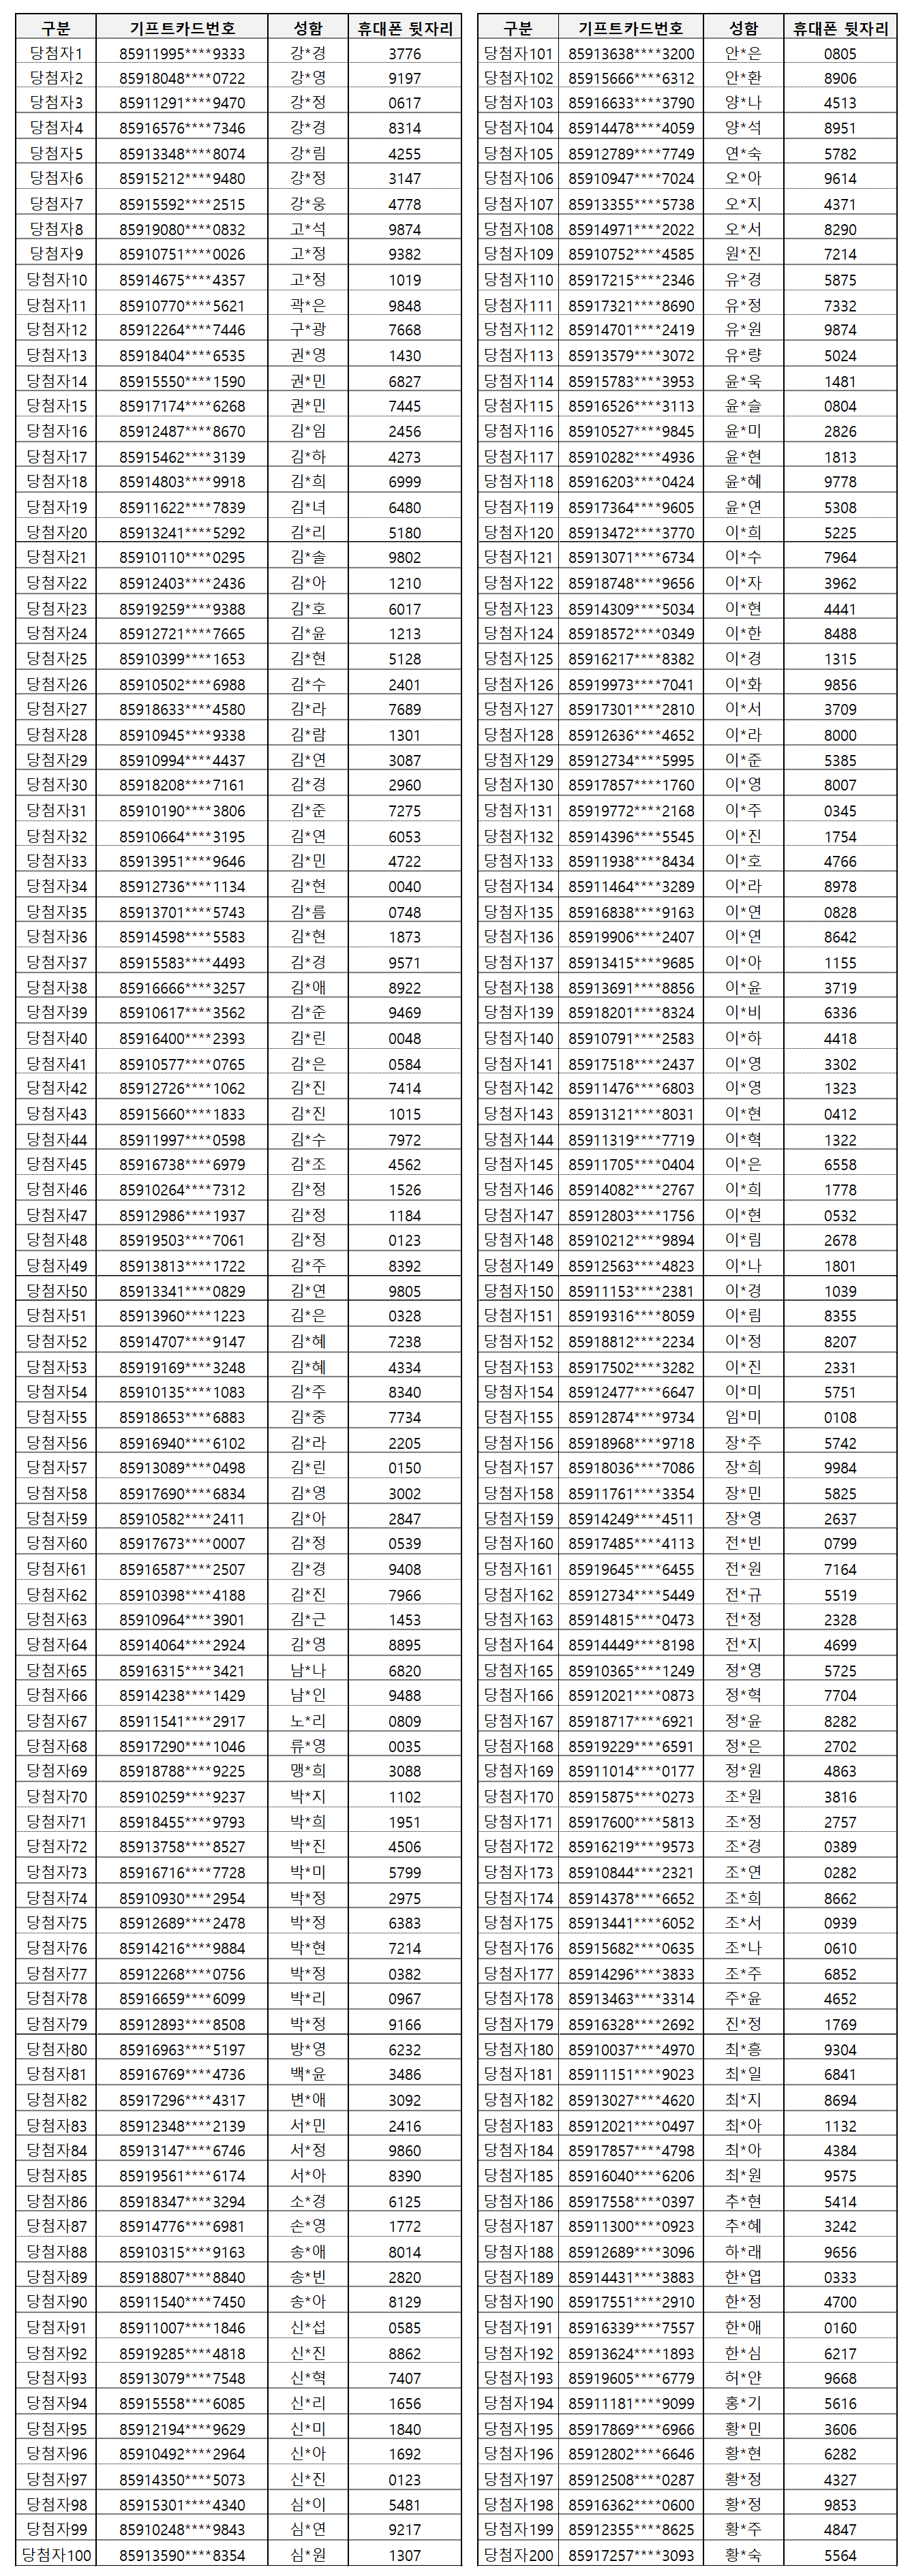 구분 기프트카드번호 성함 휴대폰 뒷자리
당첨자1 85911995****9333 강*경 3776
당첨자2 85918048****0722 강*영 9197
당첨자3 85911291****9470 강*정 0617
당첨자4 85916576****7346 강*경 8314
당첨자5 85913348****8074 강*림 4255
당첨자6 85915212****9480 강*정 3147
당첨자7 85915592****2515 강*웅 4778
당첨자8 85919080****0832 고*석 9874
당첨자9 85910751****0026 고*정 9382
당첨자10 85914675****4357 고*정 1019
당첨자11 85910770****5621 곽*은 9848
당첨자12 85912264****7446 구*광 7668
당첨자13 85918404****6535 권*영 1430
당첨자14 85915550****1590 권*민 6827
당첨자15 85917174****6268 권*민 7445
당첨자16 85912487****8670 김*임 2456
당첨자17 85915462****3139 김*하 4273
당첨자18 85914803****9918 김*희 6999
당첨자19 85911622****7839 김*녀 6480
당첨자20 85913241****5292 김*리 5180
당첨자21 85910110****0295 김*솔 9802
당첨자22 85912403****2436 김*아 1210
당첨자23 85919259****9388 김*호 6017
당첨자24 85912721****7665 김*윤 1213
당첨자25 85910399****1653 김*현 5128
당첨자26 85910502****6988 김*수 2401
당첨자27 85918633****4580 김*라 7689
당첨자28 85910945****9338 김*람 1301
당첨자29 85910994****4437 김*연 3087
당첨자30 85918208****7161 김*경 2960
당첨자31 85910190****3806 김*준 7275
당첨자32 85910664****3195 김*연 6053
당첨자33 85913951****9646 김*민 4722
당첨자34 85912736****1134 김*현 0040
당첨자35 85913701****5743 김*름 0748
당첨자36 85914598****5583 김*현 1873
당첨자37 85915583****4493 김*경 9571
당첨자38 85916666****3257 김*애 8922
당첨자39 85910617****3562 김*준 9469
당첨자40 85916400****2393 김*린 0048
당첨자41 85910577****0765 김*은 0584
당첨자42 85912726****1062 김*진 7414
당첨자43 85915660****1833 김*진 1015
당첨자44 85911997****0598 김*수 7972
당첨자45 85916738****6979 김*조 4562
당첨자46 85910264****7312 김*정 1526
당첨자47 85912986****1937 김*정 1184
당첨자48 85919503****7061 김*정 0123
당첨자49 85913813****1722 김*주 8392
당첨자50 85913341****0829 김*연 9805
당첨자51 85913960****1223 김*은 0328
당첨자52 85914707****9147 김*혜 7238
당첨자53 85919169****3248 김*혜 4334
당첨자54 85910135****1083 김*주 8340
당첨자55 85918653****6883 김*중 7734
당첨자56 85916940****6102 김*라 2205
당첨자57 85913089****0498 김*린 0150
당첨자58 85917690****6834 김*영 3002
당첨자59 85910582****2411 김*아 2847
당첨자60 85917673****0007 김*정 0539
당첨자61 85916587****2507 김*경 9408
당첨자62 85910398****4188 김*진 7966
당첨자63 85910964****3901 김*근 1453
당첨자64 85914064****2924 김*영 8895
당첨자65 85916315****3421 남*나 6820
당첨자66 85914238****1429 남*인 9488
당첨자67 85911541****2917 노*리 0809
당첨자68 85917290****1046 류*영 0035
당첨자69 85918788****9225 맹*희 3088
당첨자70 85910259****9237 박*지 1102
당첨자71 85918455****9793 박*희 1951
당첨자72 85913758****8527 박*진 4506
당첨자73 85916716****7728 박*미 5799
당첨자74 85910930****2954 박*정 2975
당첨자75 85912689****2478 박*정 6383
당첨자76 85914216****9884 박*현 7214
당첨자77 85912268****0756 박*정 0382
당첨자78 85916659****6099 박*리 0967
당첨자79 85912893****8508 박*정 9166
당첨자80 85916963****5197 방*영 6232
당첨자81 85916769****4736 백*윤 3486
당첨자82 85917296****4317 변*애 3092
당첨자83 85912348****2139 서*민 2416
당첨자84 85913147****6746 서*정 9860
당첨자85 85919561****6174 서*아 8390
당첨자86 85918347****3294 소*경 6125
당첨자87 85914776****6981 손*영 1772
당첨자88 85910315****9163 송*애 8014
당첨자89 85918807****8840 송*빈 2820
당첨자90 85911540****7450 송*아 8129
당첨자91 85911007****1846 신*섭 0585
당첨자92 85919285****4818 신*진 8862
당첨자93 85913079****7548 신*혁 7407
당첨자94 85915558****6085 신*리 1656
당첨자95 85912194****9629 신*미 1840
당첨자96 85910492****2964 신*아 1692
당첨자97 85914350****5073 신*진 0123
당첨자98 85915301****4340 심*이 5481
당첨자99 85910248****9843 심*연 9217
당첨자100 85913590****8354 심*원 1307
구분 기프트카드번호 성함 휴대폰 뒷자리
당첨자101 85913638****3200 안*은 0805
당첨자102 85915666****6312 안*환 8906
당첨자103 85916633****3790 양*나 4513
당첨자104 85914478****4059 양*석 8951
당첨자105 85912789****7749 연*숙 5782
당첨자106 85910947****7024 오*아 9614
당첨자107 85913355****5738 오*지 4371
당첨자108 85914971****2022 오*서 8290
당첨자109 85910752****4585 원*진 7214
당첨자110 85917215****2346 유*경 5875
당첨자111 85917321****8690 유*정 7332
당첨자112 85914701****2419 유*원 9874
당첨자113 85913579****3072 유*량 5024
당첨자114 85915783****3953 윤*욱 1481
당첨자115 85916526****3113 윤*슬 0804
당첨자116 85910527****9845 윤*미 2826
당첨자117 85910282****4936 윤*현 1813
당첨자118 85916203****0424 윤*혜 9778
당첨자119 85917364****9605 윤*연 5308
당첨자120 85913472****3770 이*희 5225
당첨자121 85913071****6734 이*수 7964
당첨자122 85918748****9656 이*자 3962
당첨자123 85914309****5034 이*현 4441
당첨자124 85918572****0349 이*한 8488
당첨자125 85916217****8382 이*경 1315
당첨자126 85919973****7041 이*화 9856
당첨자127 85917301****2810 이*서 3709
당첨자128 85912636****4652 이*라 8000
당첨자129 85912734****5995 이*준 5385
당첨자130 85917857****1760 이*영 8007
당첨자131 85919772****2168 이*주 0345
당첨자132 85914396****5545 이*진 1754
당첨자133 85911938****8434 이*호 4766
당첨자134 85911464****3289 이*라 8978
당첨자135 85916838****9163 이*연 0828
당첨자136 85919906****2407 이*연 8642
당첨자137 85913415****9685 이*아 1155
당첨자138 85913691****8856 이*윤 3719
당첨자139 85918201****8324 이*비 6336
당첨자140 85910791****2583 이*하 4418
당첨자141 85917518****2437 이*영 3302
당첨자142 85911476****6803 이*영 1323
당첨자143 85913121****8031 이*현 0412
당첨자144 85911319****7719 이*혁 1322
당첨자145 85911705****0404 이*은 6558
당첨자146 85914082****2767 이*희 1778
당첨자147 85912803****1756 이*현 0532
당첨자148 85910212****9894 이*림 2678
당첨자149 85912563****4823 이*나 1801
당첨자150 85911153****2381 이*경 1039
당첨자151 85919316****8059 이*림 8355
당첨자152 85918812****2234 이*정 8207
당첨자153 85917502****3282 이*진 2331
당첨자154 85912477****6647 이*미 5751
당첨자155 85912874****9734 임*미 0108
당첨자156 85918968****9718 장*주 5742
당첨자157 85918036****7086 장*희 9984
당첨자158 85911761****3354 장*민 5825
당첨자159 85914249****4511 장*영 2637
당첨자160 85917485****4113 전*빈 0799
당첨자161 85919645****6455 전*원 7164
당첨자162 85912734****5449 전*규 5519
당첨자163 85914815****0473 전*정 2328
당첨자164 85914449****8198 전*지 4699
당첨자165 85910365****1249 정*영 5725
당첨자166 85912021****0873 정*혁 7704
당첨자167 85918717****6921 정*윤 8282
당첨자168 85919229****6591 정*은 2702
당첨자169 85911014****0177 정*원 4863
당첨자170 85915875****0273 조*원 3816
당첨자171 85917600****5813 조*정 2757
당첨자172 85916219****9573 조*경 0389
당첨자173 85910844****2321 조*연 0282
당첨자174 85914378****6652 조*희 8662
당첨자175 85913441****6052 조*서 0939
당첨자176 85915682****0635 조*나 0610
당첨자177 85914296****3833 조*주 6852
당첨자178 85913463****3314 주*윤 4652
당첨자179 85916328****2692 진*정 1769
당첨자180 85910037****4970 최*흥 9304
당첨자181 85911151****9023 최*일 6841
당첨자182 85913027****4620 최*지 8694
당첨자183 85912021****0497 최*아 1132
당첨자184 85917857****4798 최*아 4384
당첨자185 85916040****6206 최*원 9575
당첨자186 85917558****0397 추*현 5414
당첨자187 85911300****0923 추*혜 3242
당첨자188 85912689****3096 하*래 9656
당첨자189 85914431****3883 한*엽 0333
당첨자190 85917551****2910 한*정 4700
당첨자191 85916339****7557 한*애 0160
당첨자192 85913624****1893 한*심 6217
당첨자193 85919605****6779 허*얀 9668
당첨자194 85911181****9099 홍*기 5616
당첨자195 85917869****6966 황*민 3606
당첨자196 85912802****6646 황*현 6282
당첨자197 85912508****0287 황*정 4327
당첨자198 85916362****0600 황*정 9853
당첨자199 85912355****8625 황*주 4847
당첨자200 85917257****3093 황*숙 5564